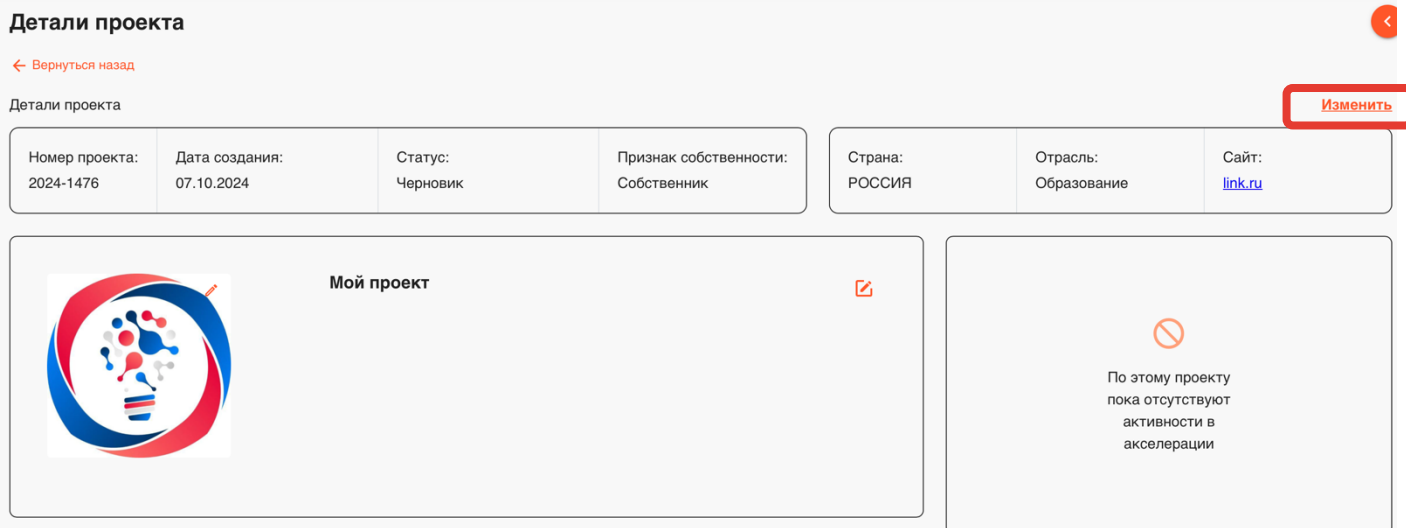 Детали проекта
Вернуться назад
Детали проекта
Изменить
Номер проекта:
2024-1476
Дата создания:
07.10.2024
Статус:
Черновик
Признак собственности:
Собственник
Страна:
РОССИЯ
Отрасль:
Образование
Сайт:
link.ru
Мой проект
По этому проекту
пока отсутствуют
активности в
акселерации